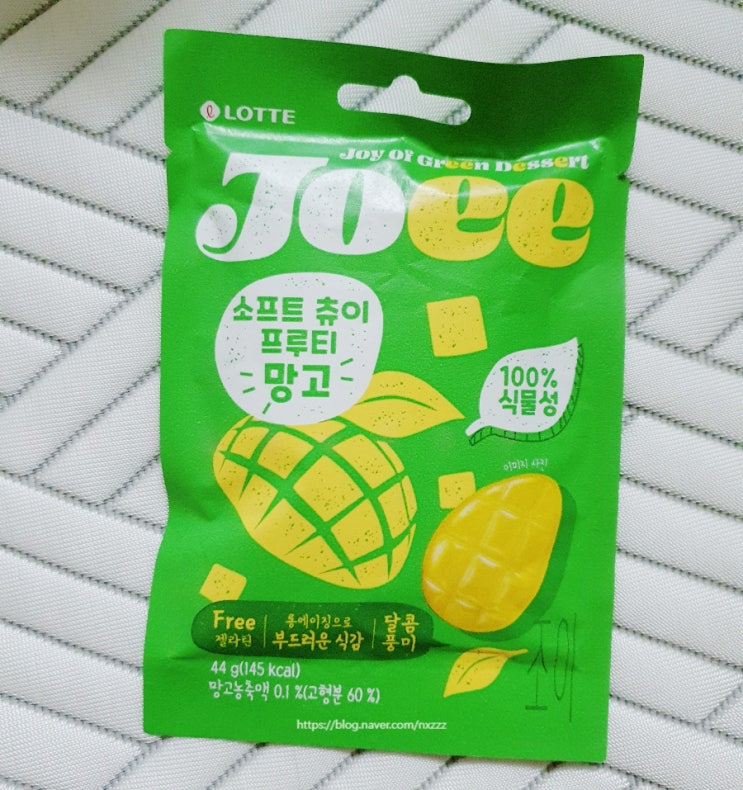 LOTTE
Joy Of Green Dessert
Joee
소프트 츄이
프루티
망고
100%
식물성
이미지 사진
Free
젤라틴
롱에이징으로
부드러운 식감
달콤
풍미
44 g(145 kcal)
망고농축액 0.1 %(고형분 60 %)
조이
https://blog.naver.com/nxzzz